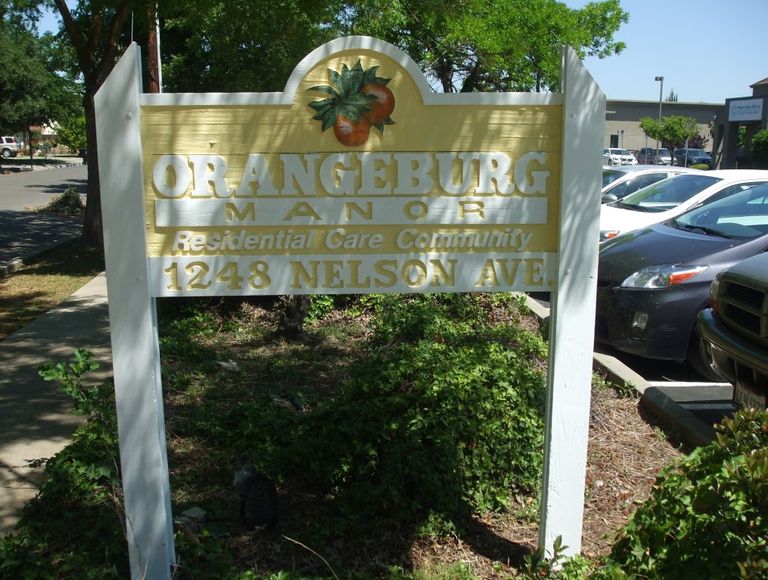 ORANGEBURG
MANOR
Residential Care Community
1248 NELSON AVE.